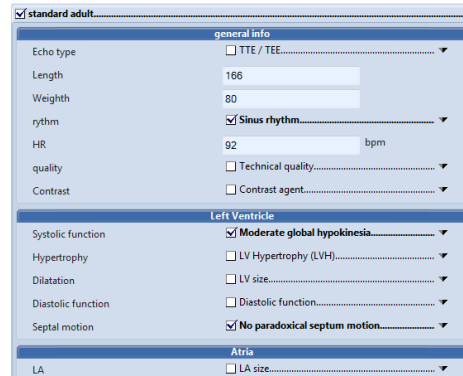 standard adult
general info
Echo type TTE / TEE
Length 166
Weighth 80
rythm Sinus rhythm
HR 92 bpm
quality Technical quality
Contrast Contrast agent
Left Ventricle
Systolic function Moderate global hypokinesia
Hypertrophy LV Hypertrophy (LVH)
Dilatation LV size
Diastolic function Diastolic function
Septal motion No paradoxical septum motion
Atria
LA LA size